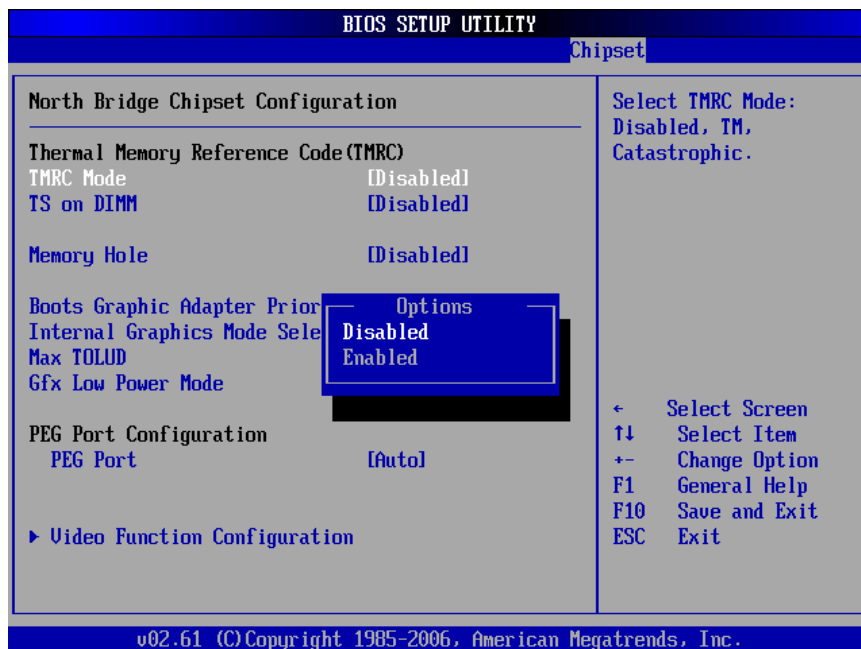 BIOS SETUP UTILITY
Chipset
North Bridge Chipset Configuration
Thermal Memory Reference Code(TMRC)
TMRC Mode [Disabled]
TS on DIMM [Disabled]
Memory Hole [Disabled]
Boots Graphic Adapter Prior
Internal Graphics Mode Sele
Max TOLUD
Gfx Low Power Mode
Options
Disabled
Enabled
PEG Port Configuration
PEG Port [Auto]
▶ Video Function Configuration
Select TMRC Mode:
Disabled, TM,
Catastrophic.
← Select Screen
↑↓ Select Item
+- Change Option
F1 General Help
F10 Save and Exit
ESC Exit
v02.61 (C)Copyright 1985-2006, American Megatrends, Inc.